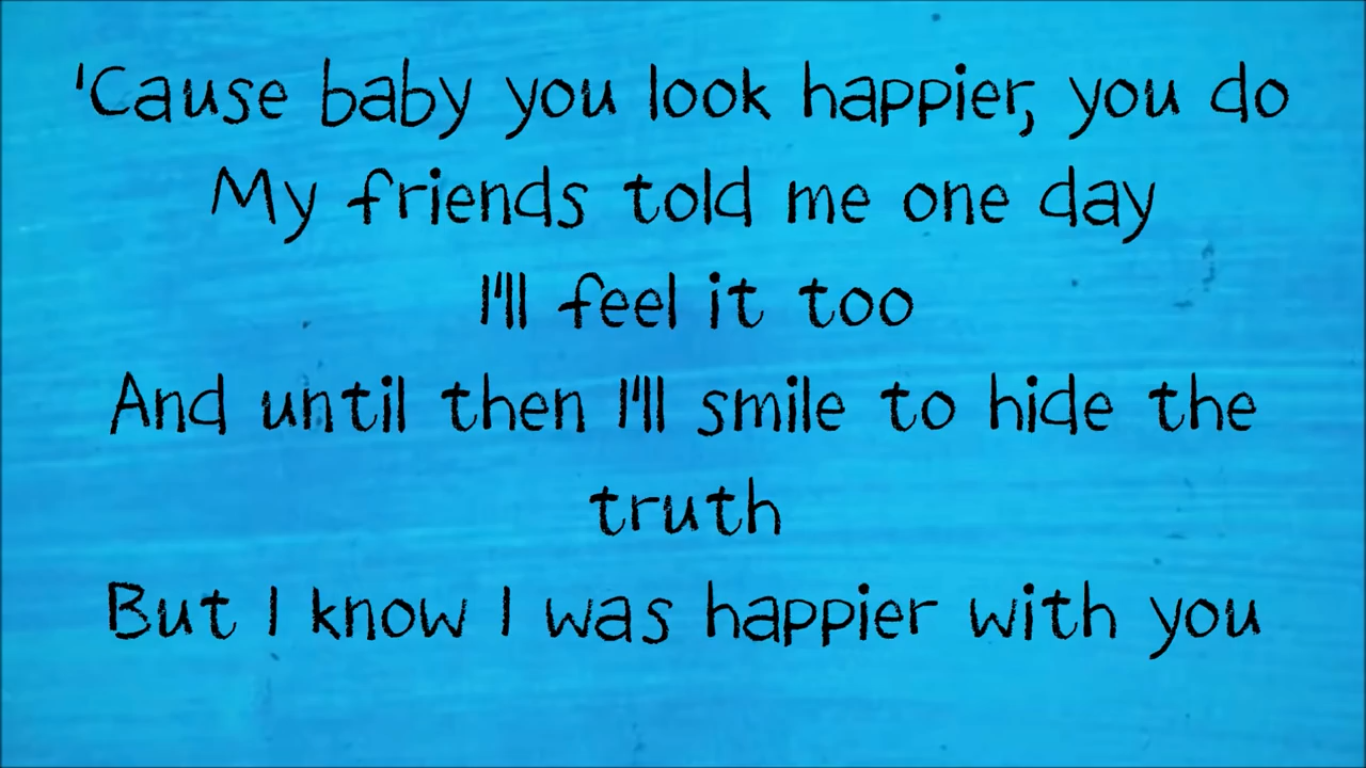 'Cause baby you look happier, you do
My friends told me one day
I'll feel it too
And until then I'll smile to hide the
truth
But I know I was happier with you